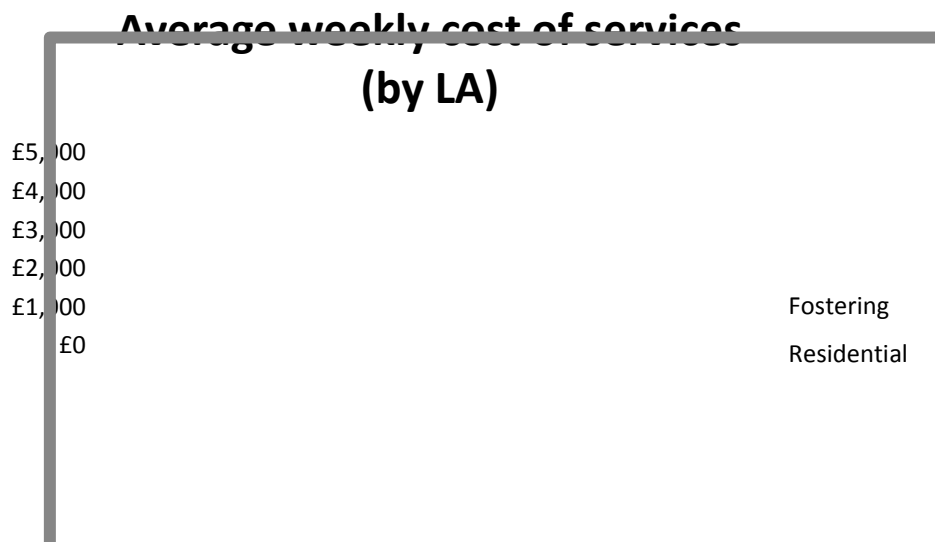 Average weekly cost of services
(by LA)
£5,000
£4,000
£3,000
£2,000
£1,000
£0
Fostering
Residential